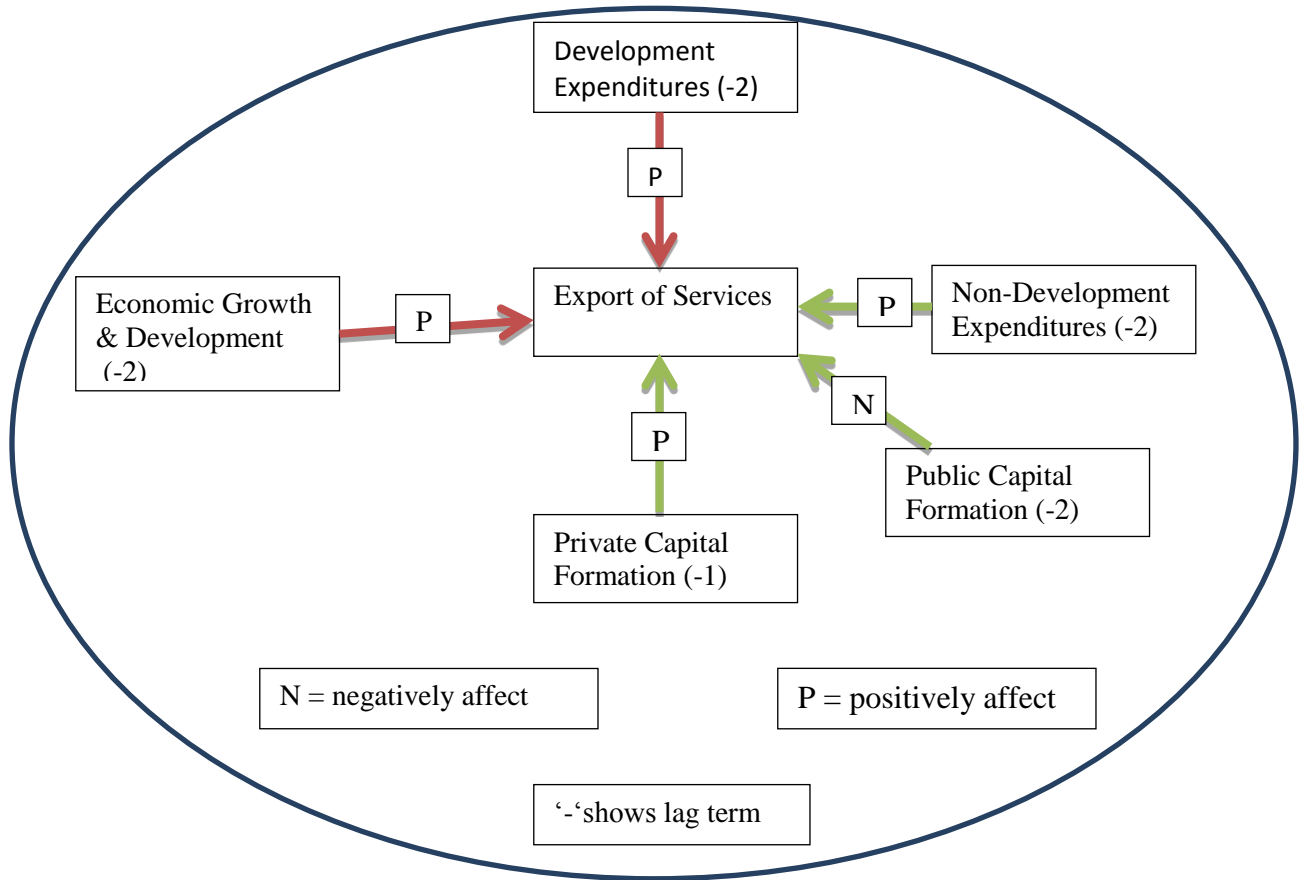 Development
Expenditures (-2)
P
Economic Growth
& Development
(-2)
P
Export of Services
P
Non-Development
Expenditures (-2)
N
P
Public Capital
Formation (-2)
Private Capital
Formation (-1)
N = negatively affect
P = positively affect
‘-‘shows lag term